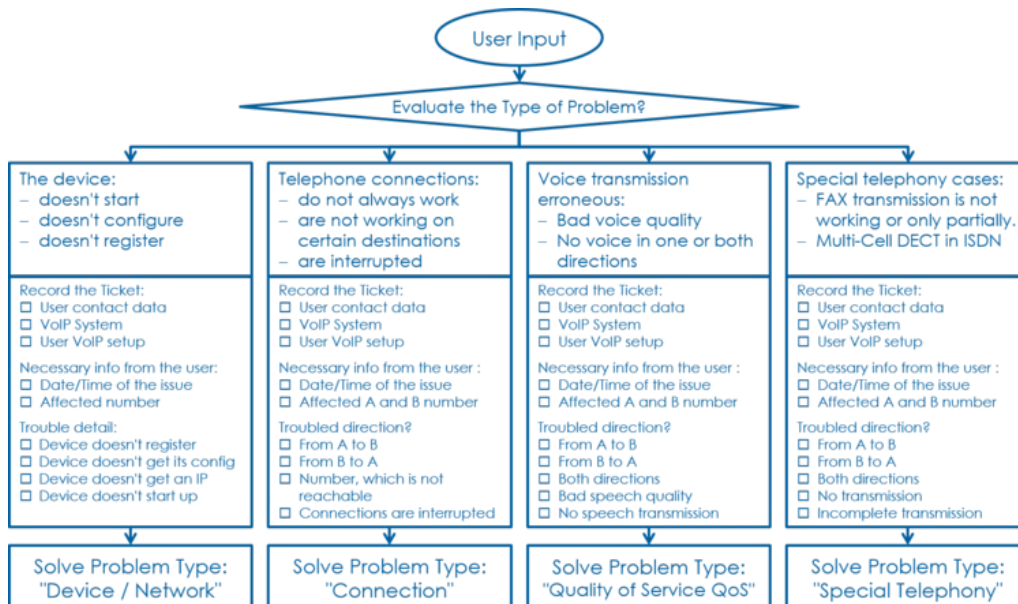 User Input
Evaluate the Type of Problem?
The device:
– doesn't start
– doesn't configure
– doesn't register
Record the Ticket:
☐ User contact data
☐ VoIP System
☐ User VoIP setup
Necessary info from the user:
☐ Date/Time of the issue
☐ Affected number
Trouble detail:
☐ Device doesn't register
☐ Device doesn't get its config
☐ Device doesn't get an IP
☐ Device doesn't start up
Solve Problem Type:
"Device / Network"
Telephone connections:
– do not always work
– are not working on
certain destinations
– are interrupted
Record the Ticket:
☐ User contact data
☐ VoIP System
☐ User VoIP setup
Necessary info from the user :
☐ Date/Time of the issue
☐ Affected A and B number
Troubled direction?
☐ From A to B
☐ From B to A
☐ Number, which is not
reachable
☐ Connections are interrupted
Solve Problem Type:
"Connection"
Voice transmission
erroneous:
– Bad voice quality
– No voice in one or both
directions
Record the Ticket:
☐ User contact data
☐ VoIP System
☐ User VoIP setup
Necessary info from the user :
☐ Date/Time of the issue
☐ Affected A and B number
Troubled direction?
☐ From A to B
☐ From B to A
☐ Both directions
☐ Bad speech quality
☐ No speech transmission
Solve Problem Type:
"Quality of Service QoS"
Special telephony cases:
– FAX transmission is not
working or only partially.
– Multi-Cell DECT in ISDN
Record the Ticket:
☐ User contact data
☐ VoIP System
☐ User VoIP setup
Necessary info from the user :
☐ Date/Time of the issue
☐ Affected A and B number
Troubled direction?
☐ From A to B
☐ From B to A
☐ Both directions
☐ No transmission
☐ Incomplete transmission
Solve Problem Type:
"Special Telephony"